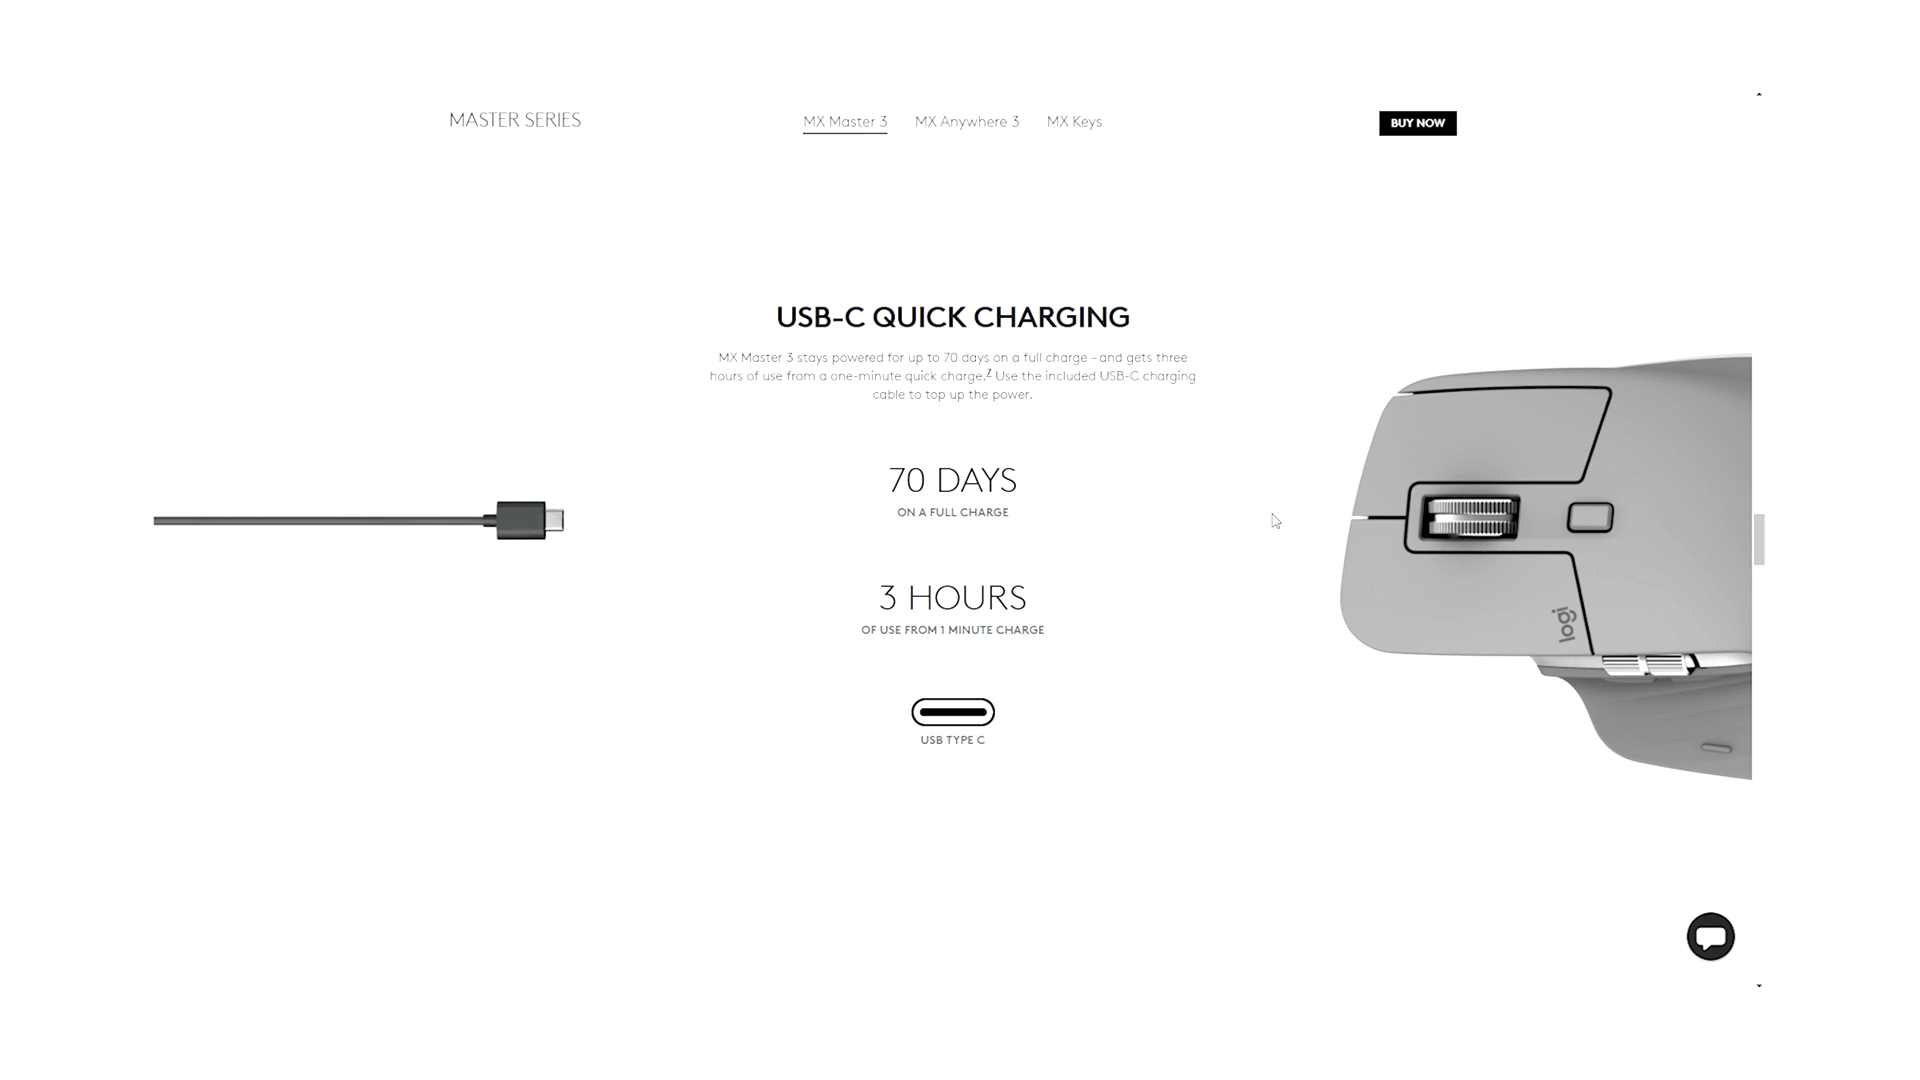 MASTER SERIES
MX Master 3 MX Anywhere 3 MX Keys
BUY NOW
USB-C QUICK CHARGING
MX Master 3 stays powered for up to 70 days on a full charge – and gets three
hours of use from a one-minute quick charge.7 Use the included USB-C charging
cable to top up the power.
70 DAYS
ON A FULL CHARGE
3 HOURS
OF USE FROM 1 MINUTE CHARGE
logi
USB TYPE C